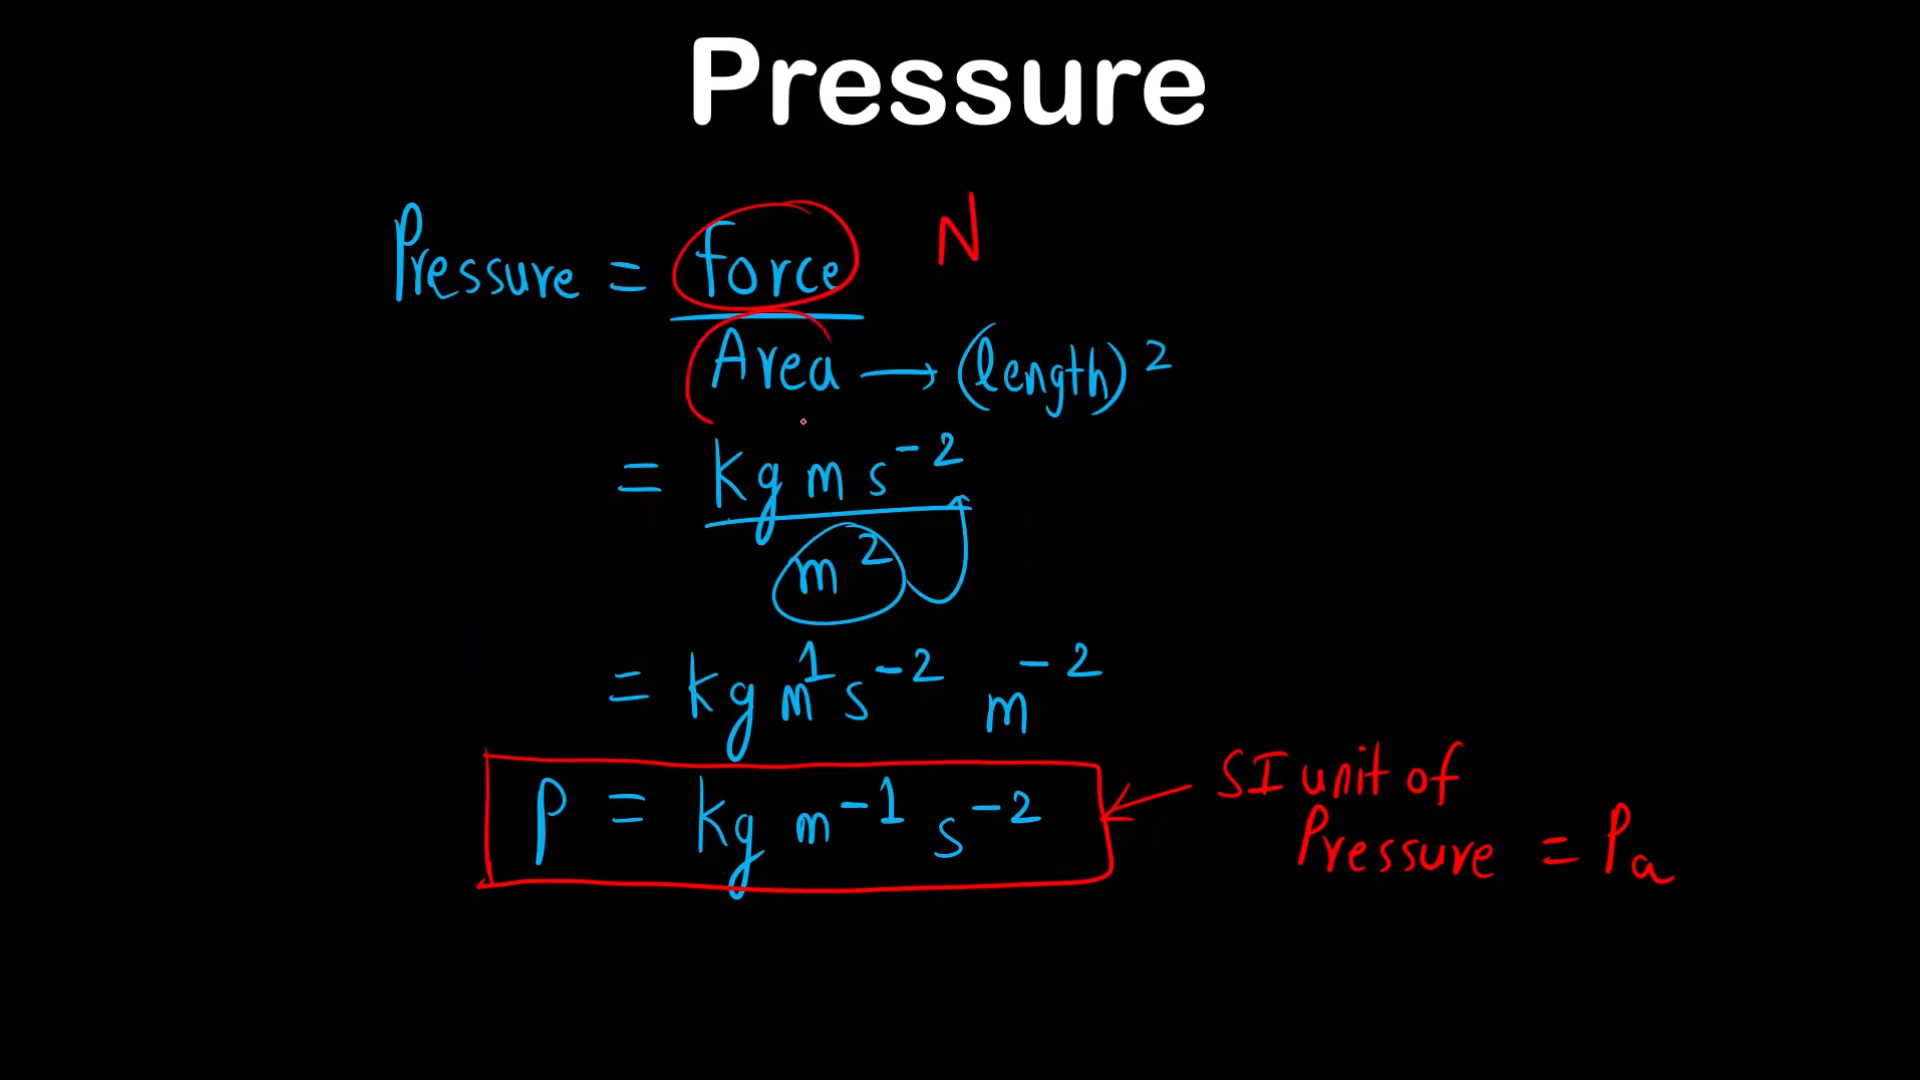 Pressure
Pressure = force N
Area → (length)²
= kg m s⁻²
m²
= kg m¹ s⁻² m⁻²
P = kg m⁻¹ s⁻²
SI unit of
Pressure = Pa